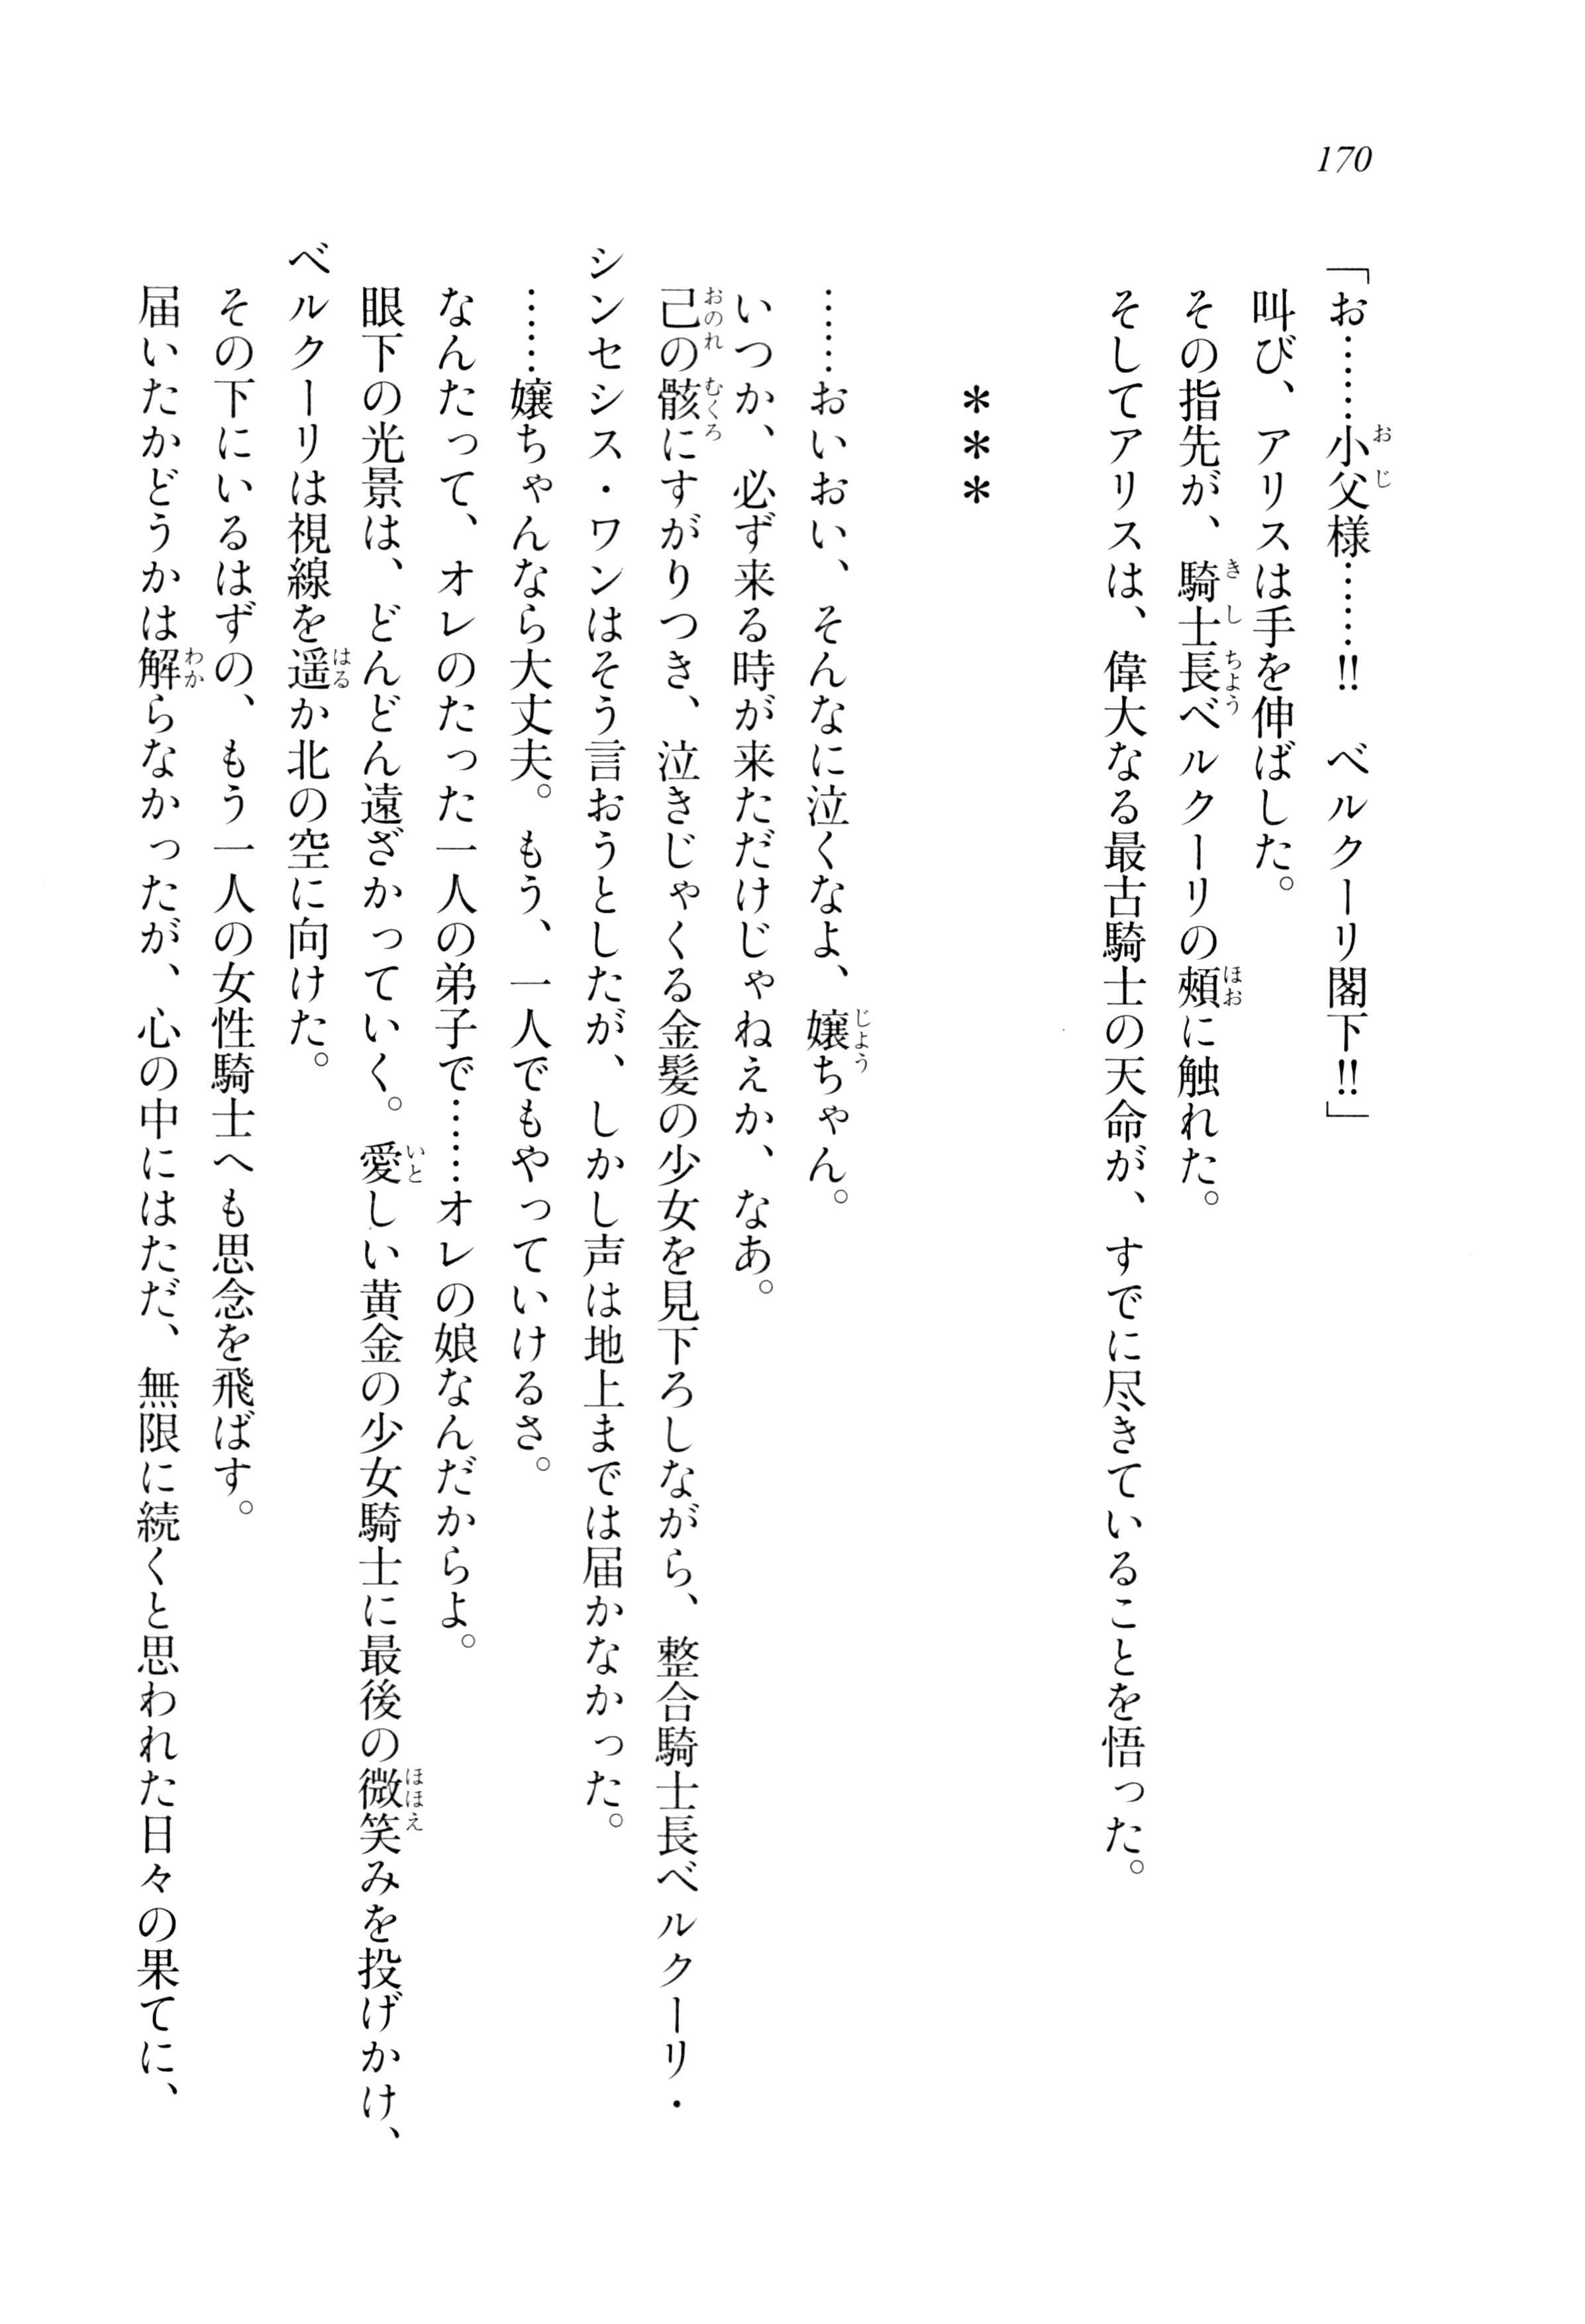 170
「お……小父様……‼　ベルクーリ閣下‼」
叫び、アリスは手を伸ばした。
その指先が、騎士長ベルクーリの頰に触れた。
そしてアリスは、偉大なる最古騎士の天命が、すでに尽きていることを悟った。
＊＊＊
……おいおい、そんなに泣くなよ、嬢ちゃん。
いつか、必ず来る時が来ただけじゃねえか、なあ。
己の骸にすがりつき、泣きじゃくる金髪の少女を見下ろしながら、整合騎士長ベルクーリ・
シンセシス・ワンはそう言おうとしたが、しかし声は地上までは届かなかった。
……嬢ちゃんなら大丈夫。もう、一人でもやっていけるさ。
なんたって、オレのたった一人の弟子で……オレの娘なんだからよ。
眼下の光景は、どんどん遠ざかっていく。愛しい黄金の少女騎士に最後の微笑みを投げかけ、
ベルクーリは視線を遥か北の空に向けた。
その下にいるはずの、もう一人の女性騎士へも思念を飛ばす。
届いたかどうかは解らなかったが、心の中にはただ、無限に続くと思われた日々の果てに、